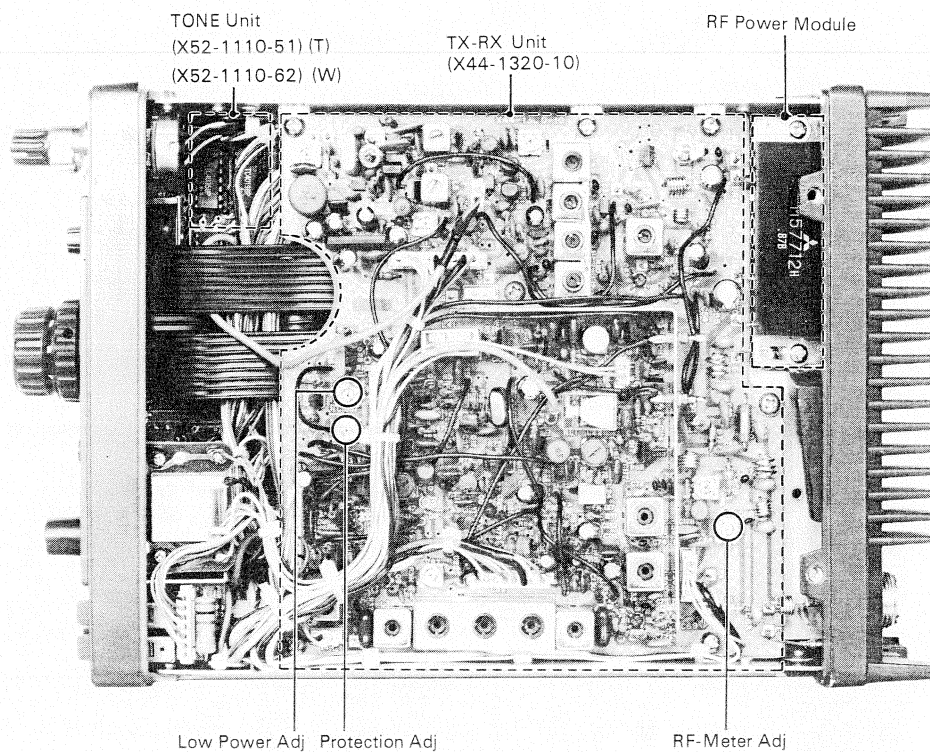 TONE Unit
(X52-1110-51) (T)
(X52-1110-62) (W)
TX-RX Unit
(X44-1320-10)
RF Power Module
M57712H
Low Power Adj
Protection Adj
RF-Meter Adj